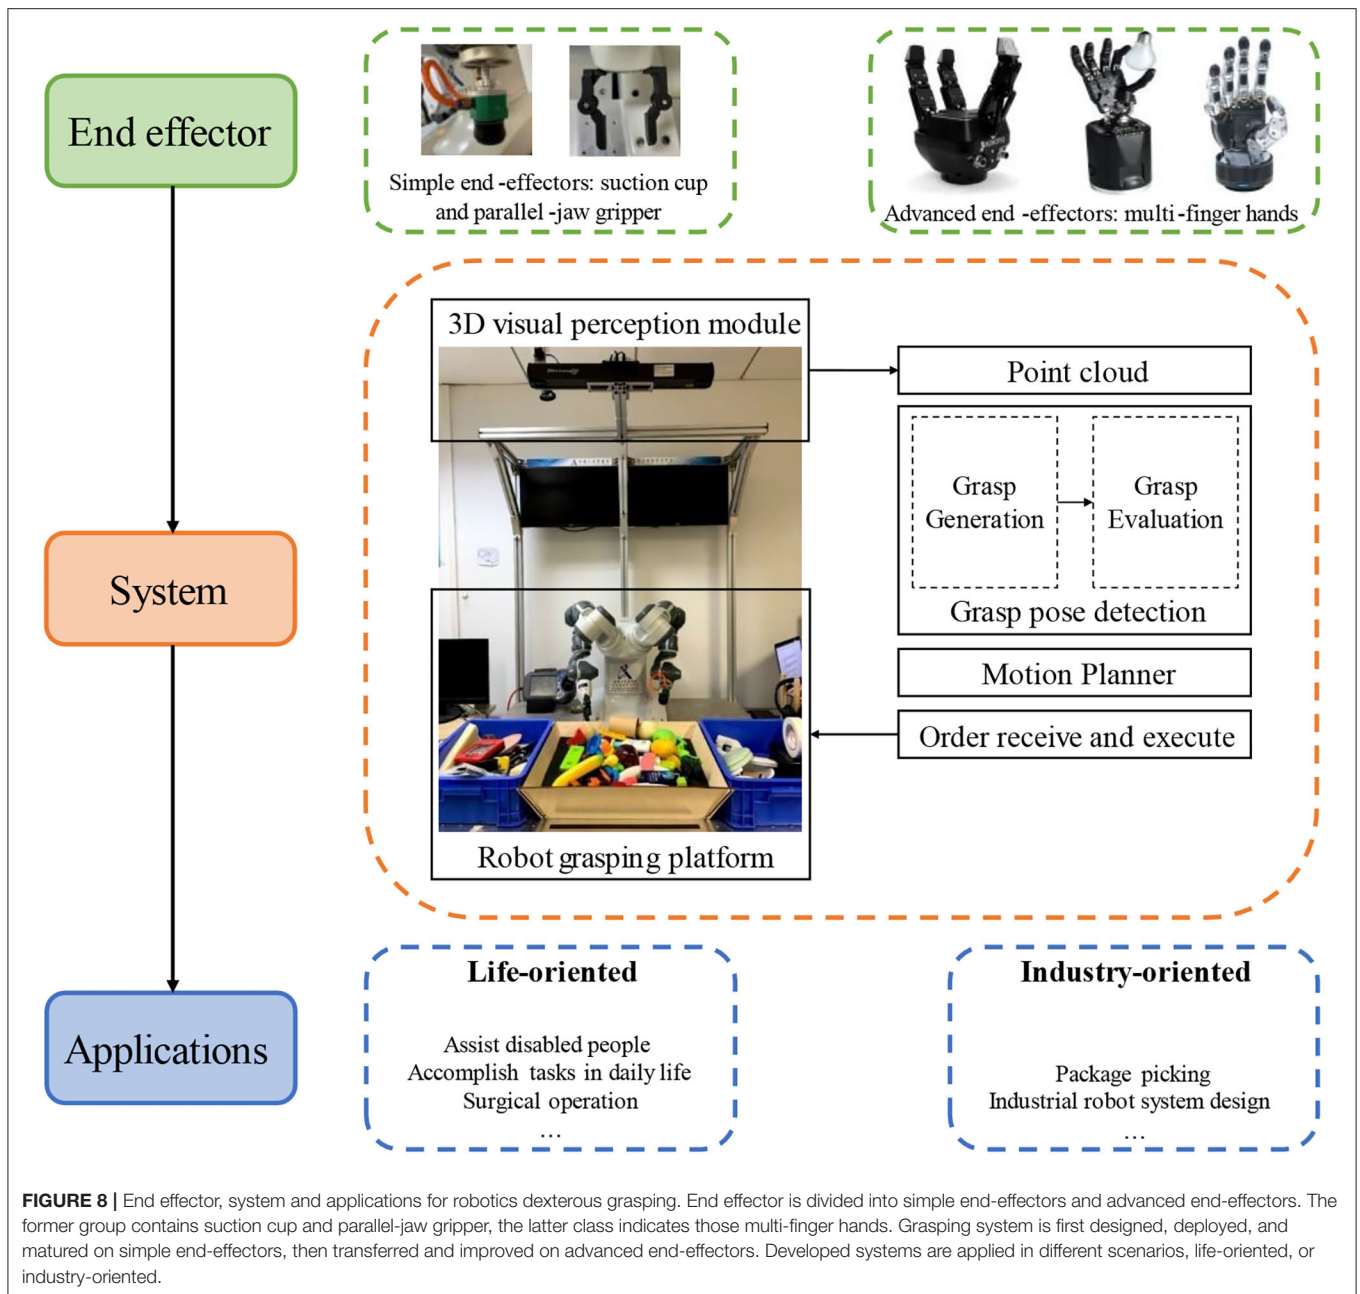 End effector
Simple end-effectors: suction cup
and parallel-jaw gripper
Advanced end-effectors: multi-finger hands
System
3D visual perception module
Point cloud
Grasp
Generation
Grasp
Evaluation
Grasp pose detection
Motion Planner
Order receive and execute
Robot grasping platform
Applications
Life-oriented
Assist disabled people
Accomplish tasks in daily life
Surgical operation
...
Industry-oriented
Package picking
Industrial robot system design
...
FIGURE 8 | End effector, system and applications for robotics dexterous grasping. End effector is divided into simple end-effectors and advanced end-effectors. The
former group contains suction cup and parallel-jaw gripper, the latter class indicates those multi-finger hands. Grasping system is first designed, deployed, and
matured on simple end-effectors, then transferred and improved on advanced end-effectors. Developed systems are applied in different scenarios, life-oriented, or
industry-oriented.